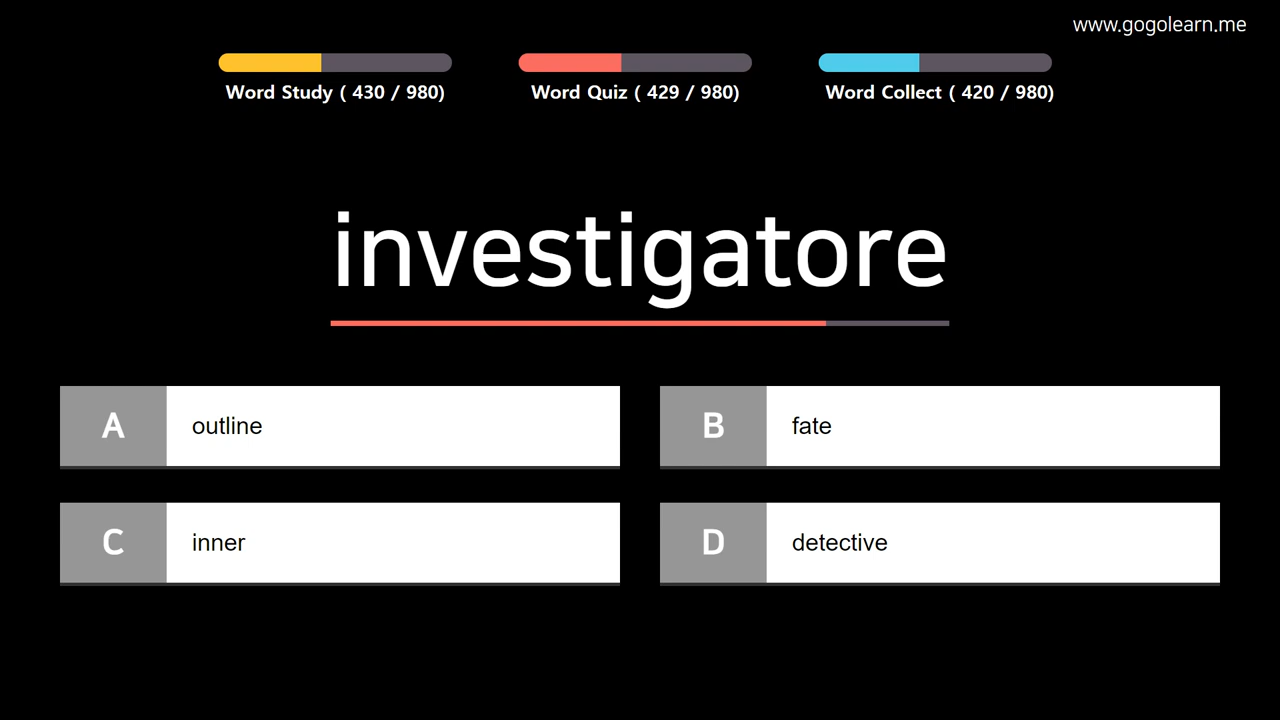 www.gogolearn.me
Word Study ( 430 / 980)
Word Quiz ( 429 / 980)
Word Collect ( 420 / 980)
investigatore
A outline
B fate
C inner
D detective